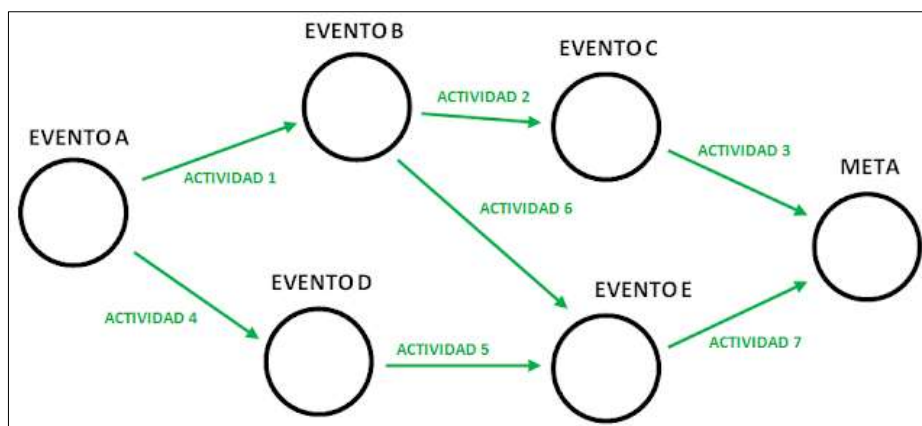 EVENTO B
EVENTO C
ACTIVIDAD 2
EVENTO A
ACTIVIDAD 1
ACTIVIDAD 3
META
ACTIVIDAD 6
EVENTO D
EVENTO E
ACTIVIDAD 4
ACTIVIDAD 5
ACTIVIDAD 7